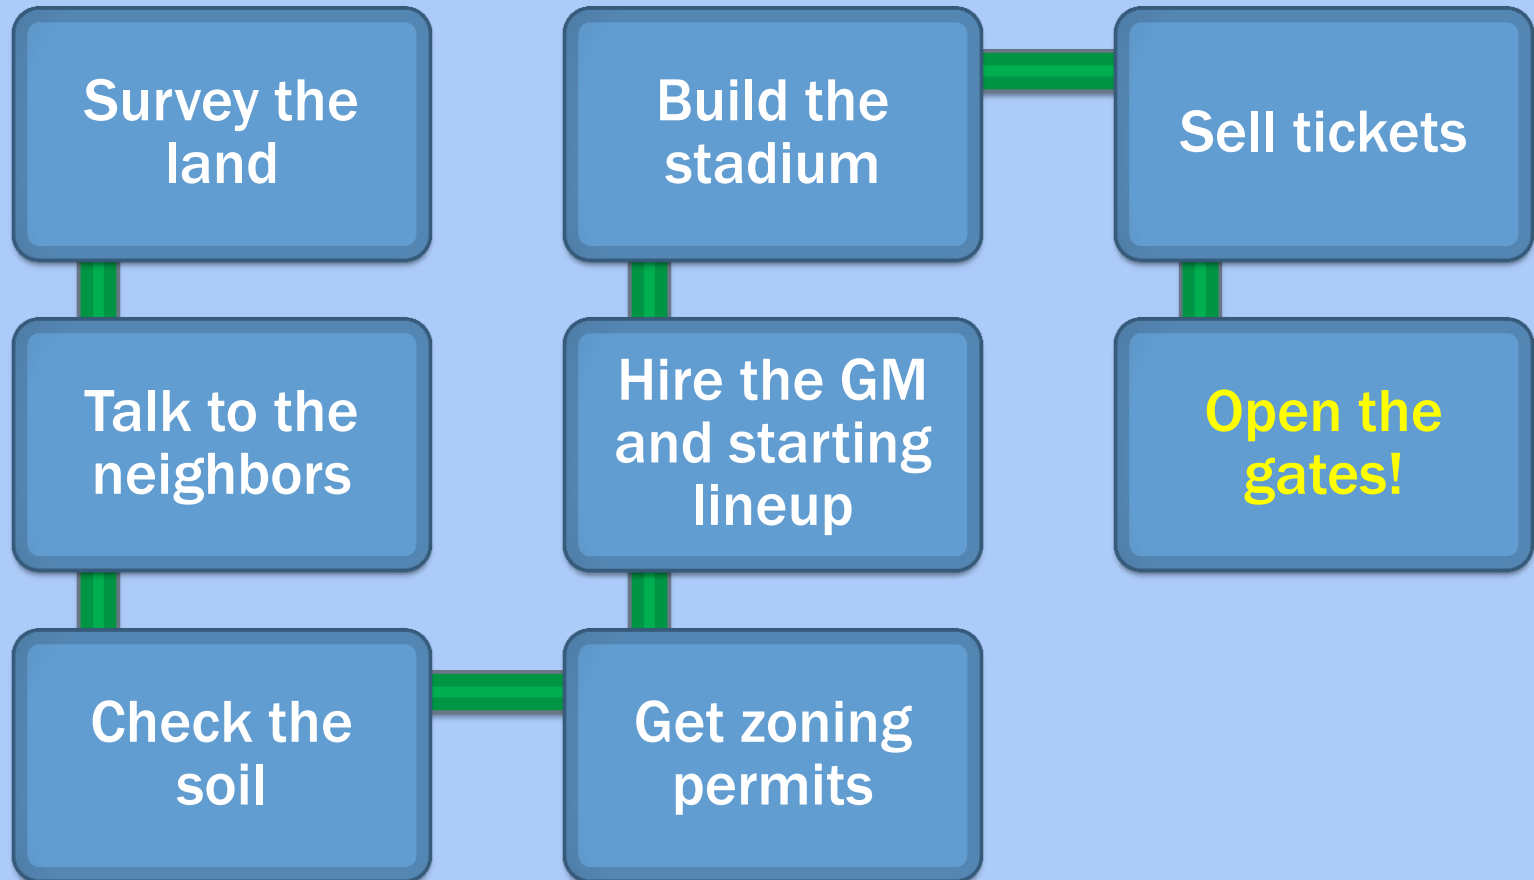 Survey the
land
Talk to the
neighbors
Check the
soil
Get zoning
permits
Hire the GM
and starting
lineup
Build the
stadium
Sell tickets
Open the
gates!